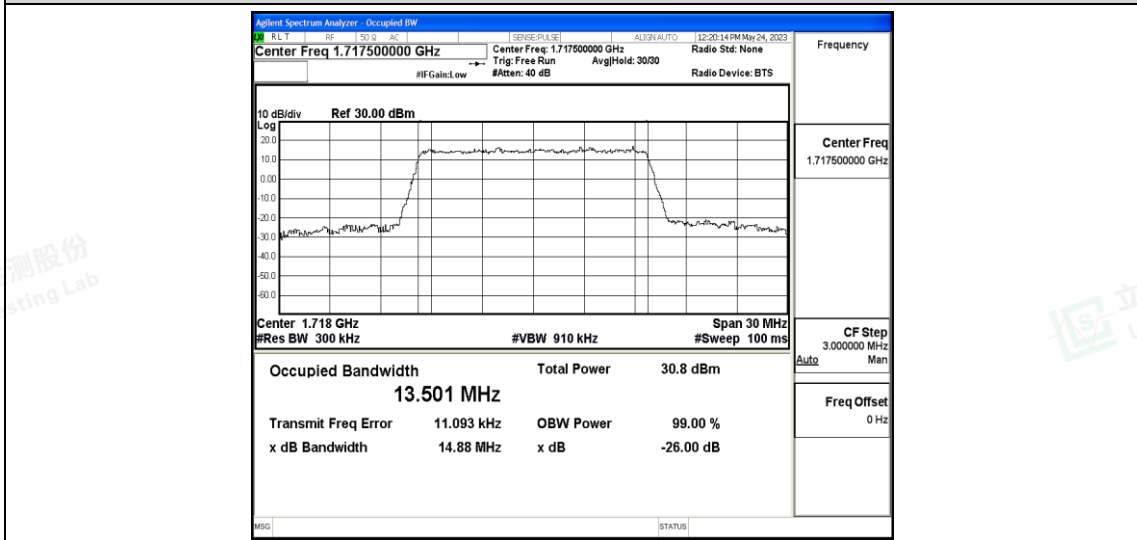 Agilent Spectrum Analyzer - Occupied BW
RLT RF 50 Ω AC SENSE:PULSE ALIGN AUTO 12:20:14 PM May 24, 2023
Center Freq 1.717500000 GHz
Center Freq: 1.717500000 GHz
Radio Std: None
Trig: Free Run Avg|Hold: 30/30
#IFGain:Low #Atten: 40 dB Radio Device: BTS
Frequency
10 dB/div Ref 30.00 dBm
Log
20.0
10.0
0.00
-10.0
-20.0
-30.0
-40.0
-50.0
-60.0
Center 1.718 GHz Span 30 MHz
#Res BW 300 kHz #VBW 910 kHz #Sweep 100 ms
Occupied Bandwidth Total Power 30.8 dBm
13.501 MHz
Transmit Freq Error 11.093 kHz OBW Power 99.00 %
x dB Bandwidth 14.88 MHz x dB -26.00 dB
Center Freq
1.717500000 GHz
CF Step
3.000000 MHz
Auto Man
Freq Offset
0 Hz
MSG STATUS
测股份
sting Lab
立